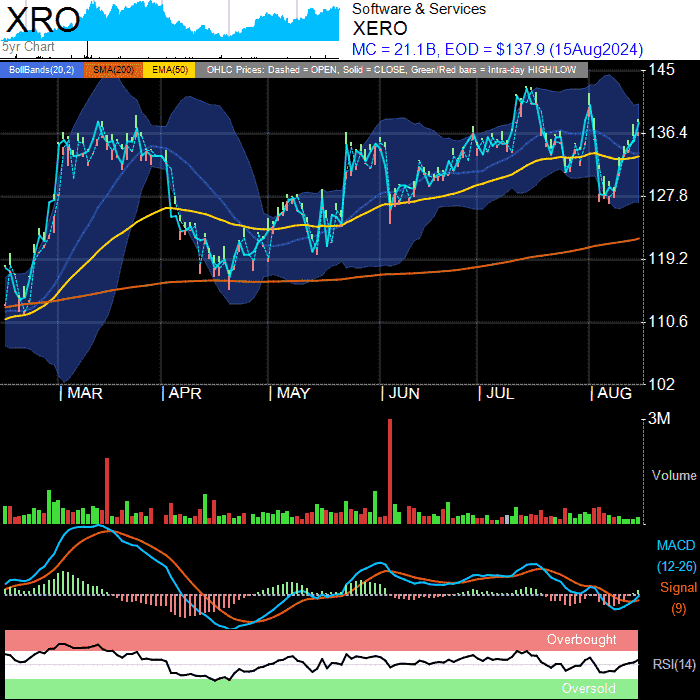 XRO
5yr Chart
Software & Services
XERO
MC = 21.1B, EOD = $137.9 (15Aug2024)
BollBands(20,2) SMA(200) EMA(50) OHLC Prices: Dashed = OPEN, Solid = CLOSE, Green/Red bars = Intra-day HIGH/LOW
145
136.4
127.8
119.2
110.6
102
MAR APR MAY JUN JUL AUG
3M
Volume
MACD
(12-26)
Signal
(9)
Overbought
RSI(14)
Oversold